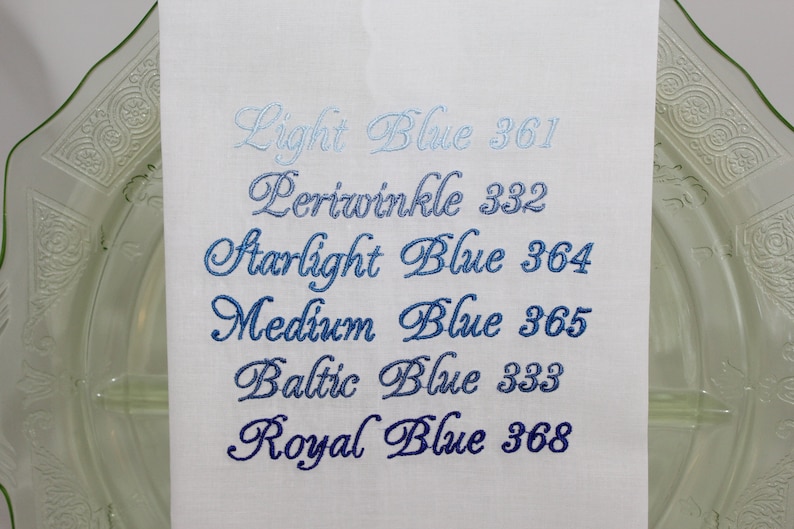 Light Blue 361
Periwinkle 332
Starlight Blue 364
Medium Blue 365
Baltic Blue 333
Royal Blue 368